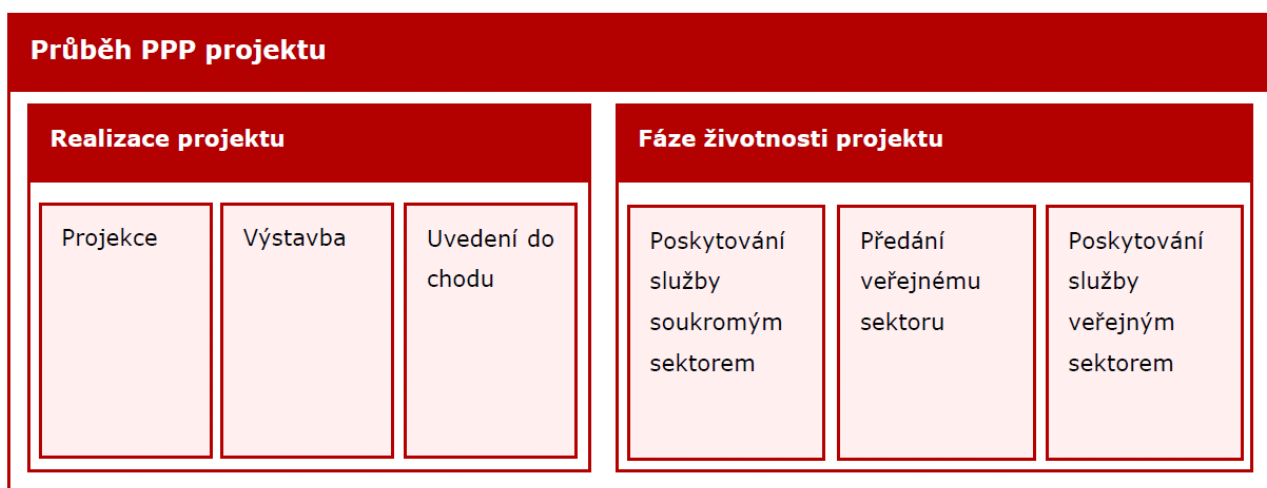 Průběh PPP projektu
Realizace projektu
Projekce
Výstavba
Uvedení do
chodu
Fáze životnosti projektu
Poskytování
služby
soukromým
sektorem
Předání
veřejnému
sektoru
Poskytování
služby
veřejným
sektorem